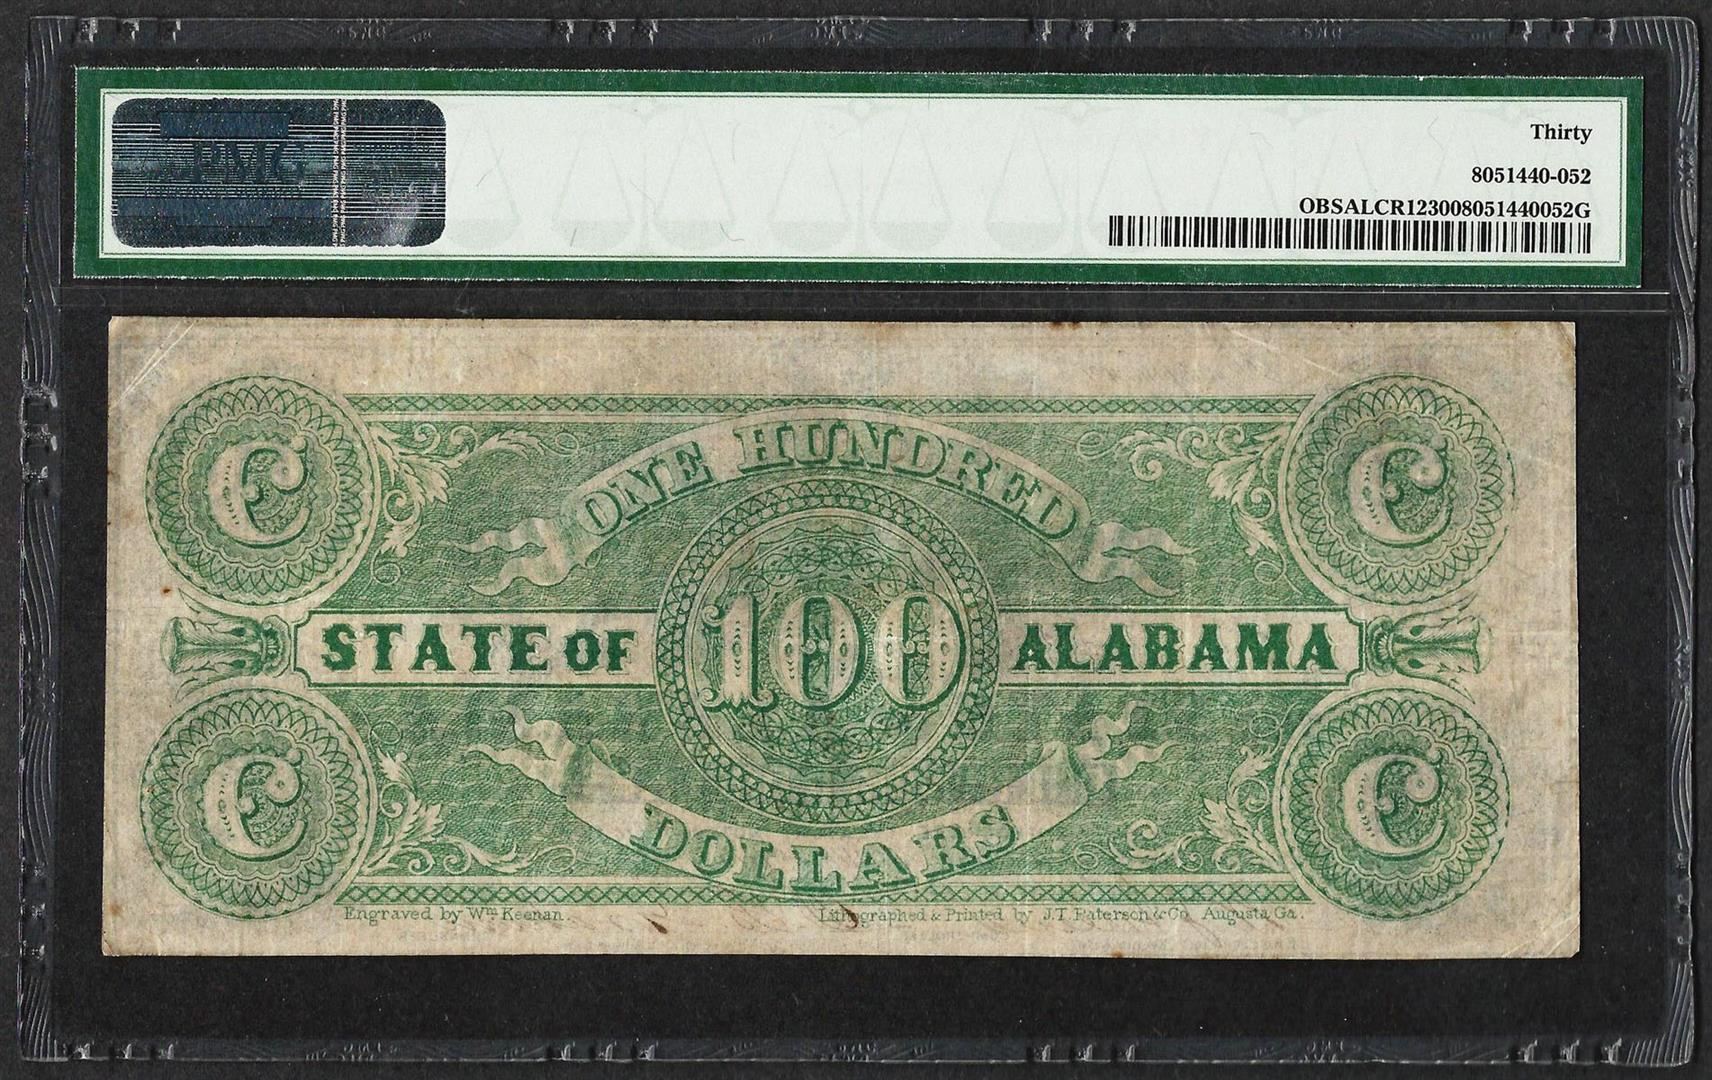 Thirty
8051440-052
OBSALCR123008051440052G
C
C
ONE HUNDRED
STATE OF 100 ALABAMA
DOLLARS
C
C
Engraved by Wm Keenan.
Lithographed & Printed by J.T. Paterson & Co. Augusta Ga.